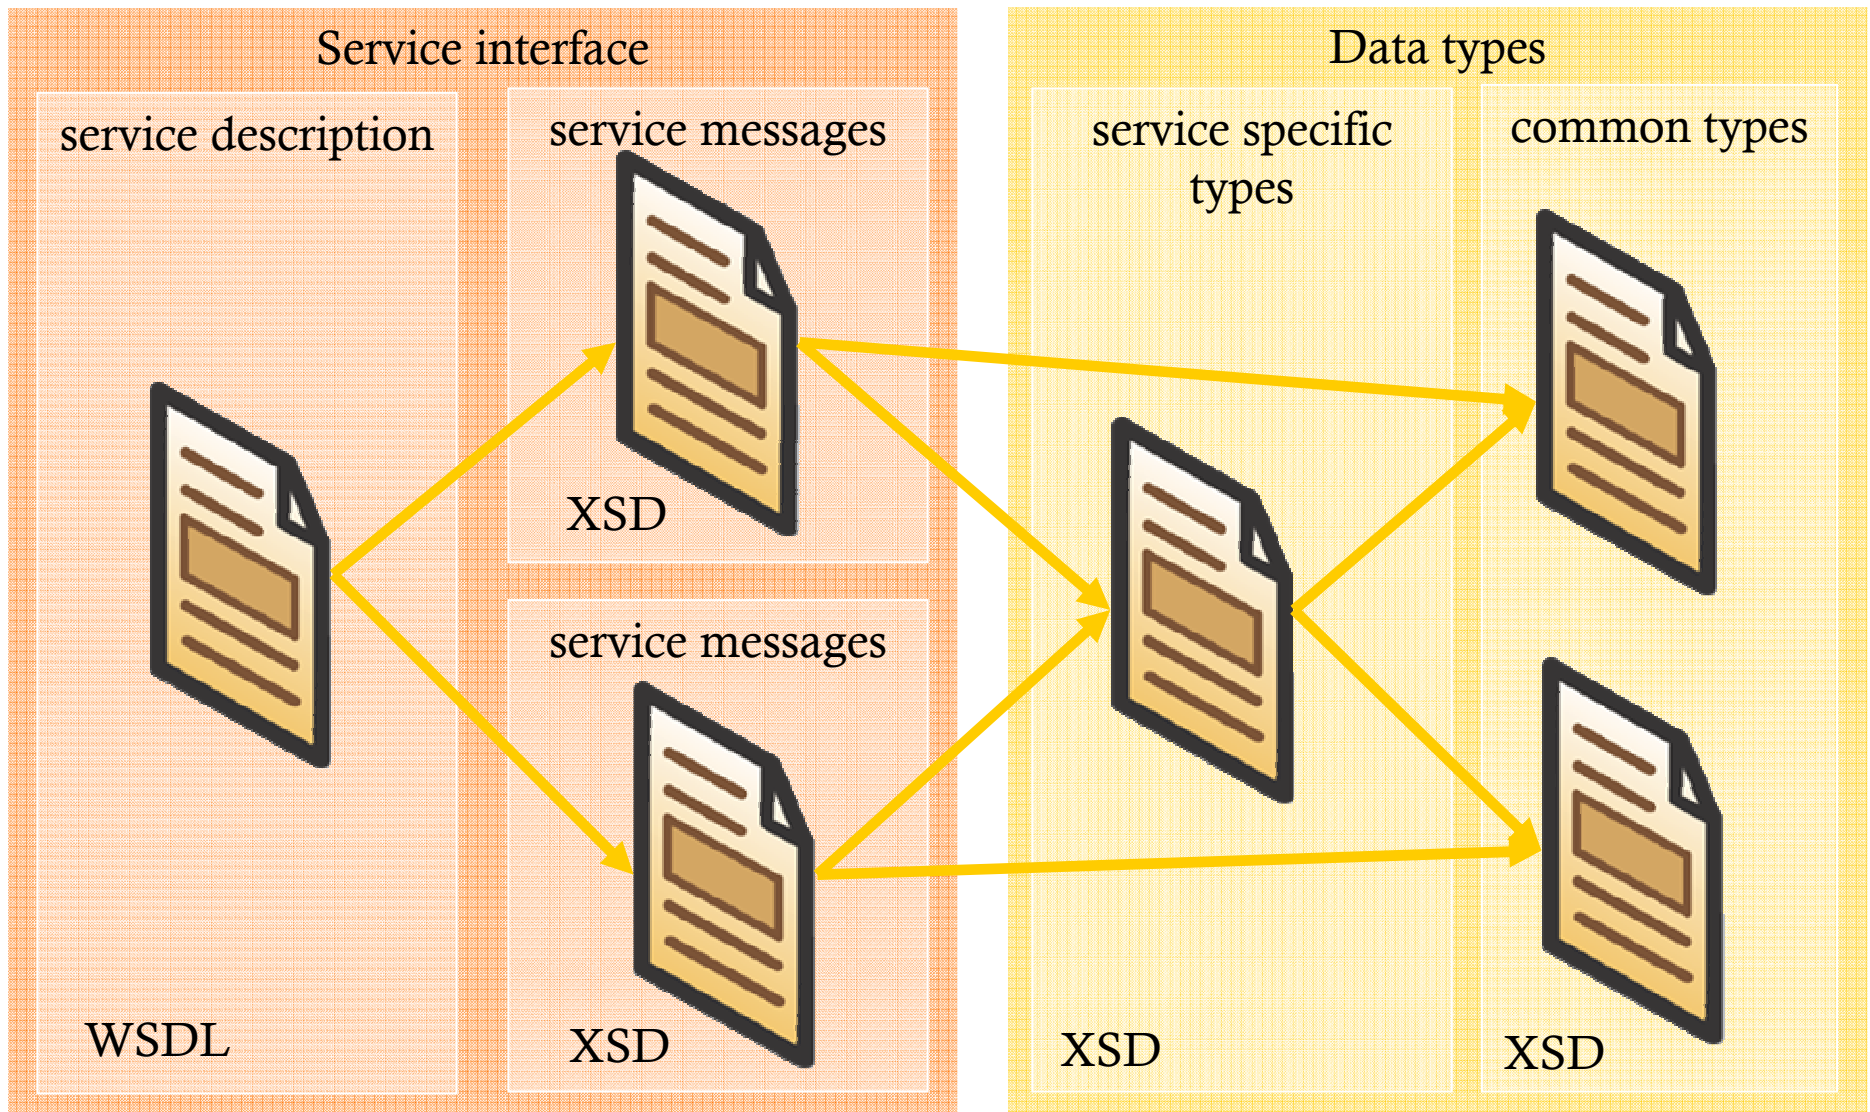 Service interface
service description
WSDL
service messages
XSD
service messages
XSD
Data types
service specific
types
XSD
common types
XSD